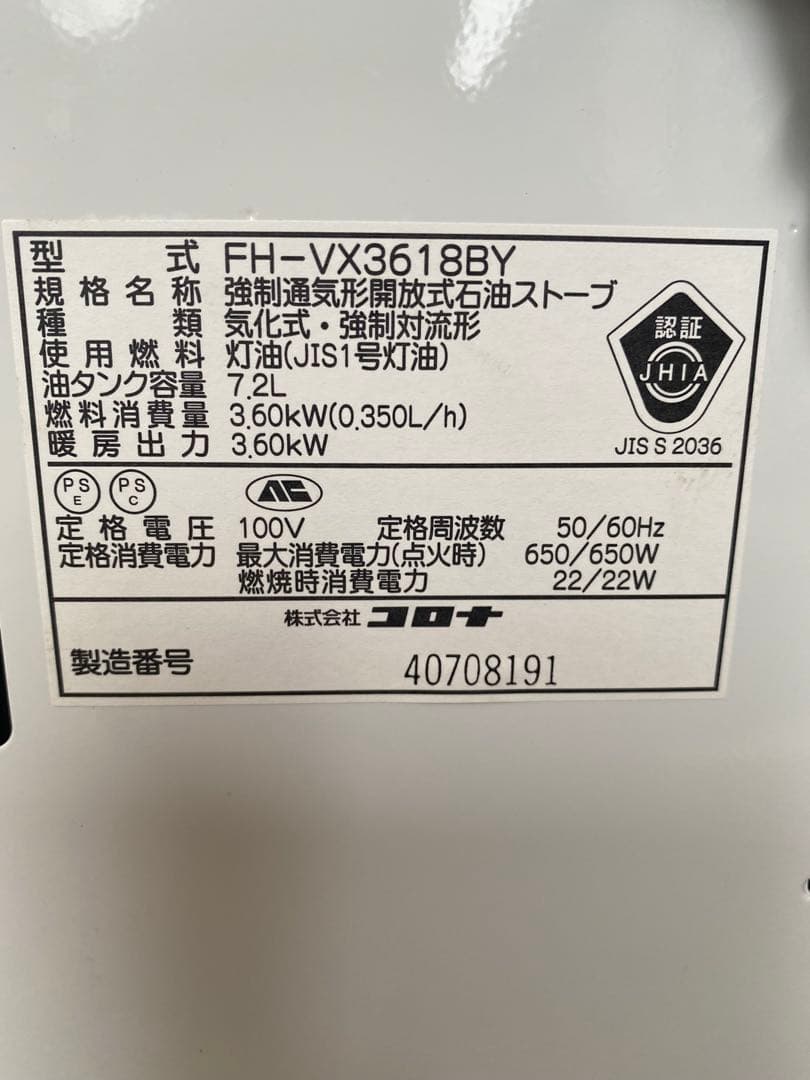 型式 FH-VX3618BY
規格名称 強制通気形開放式石油ストーブ
種類 気化式・強制対流形
使用燃料 灯油(JIS1号灯油)
油タンク容量 7.2L
燃料消費量 3.60kW(0.350L/h)
暖房出力 3.60kW
認証
JHIA
JIS S 2036
PS E PS C
定格電圧 100V 定格周波数 50/60Hz
定格消費電力 最大消費電力(点火時) 650/650W
燃焼時消費電力 22/22W
株式会社 コロナ
製造番号 40708191